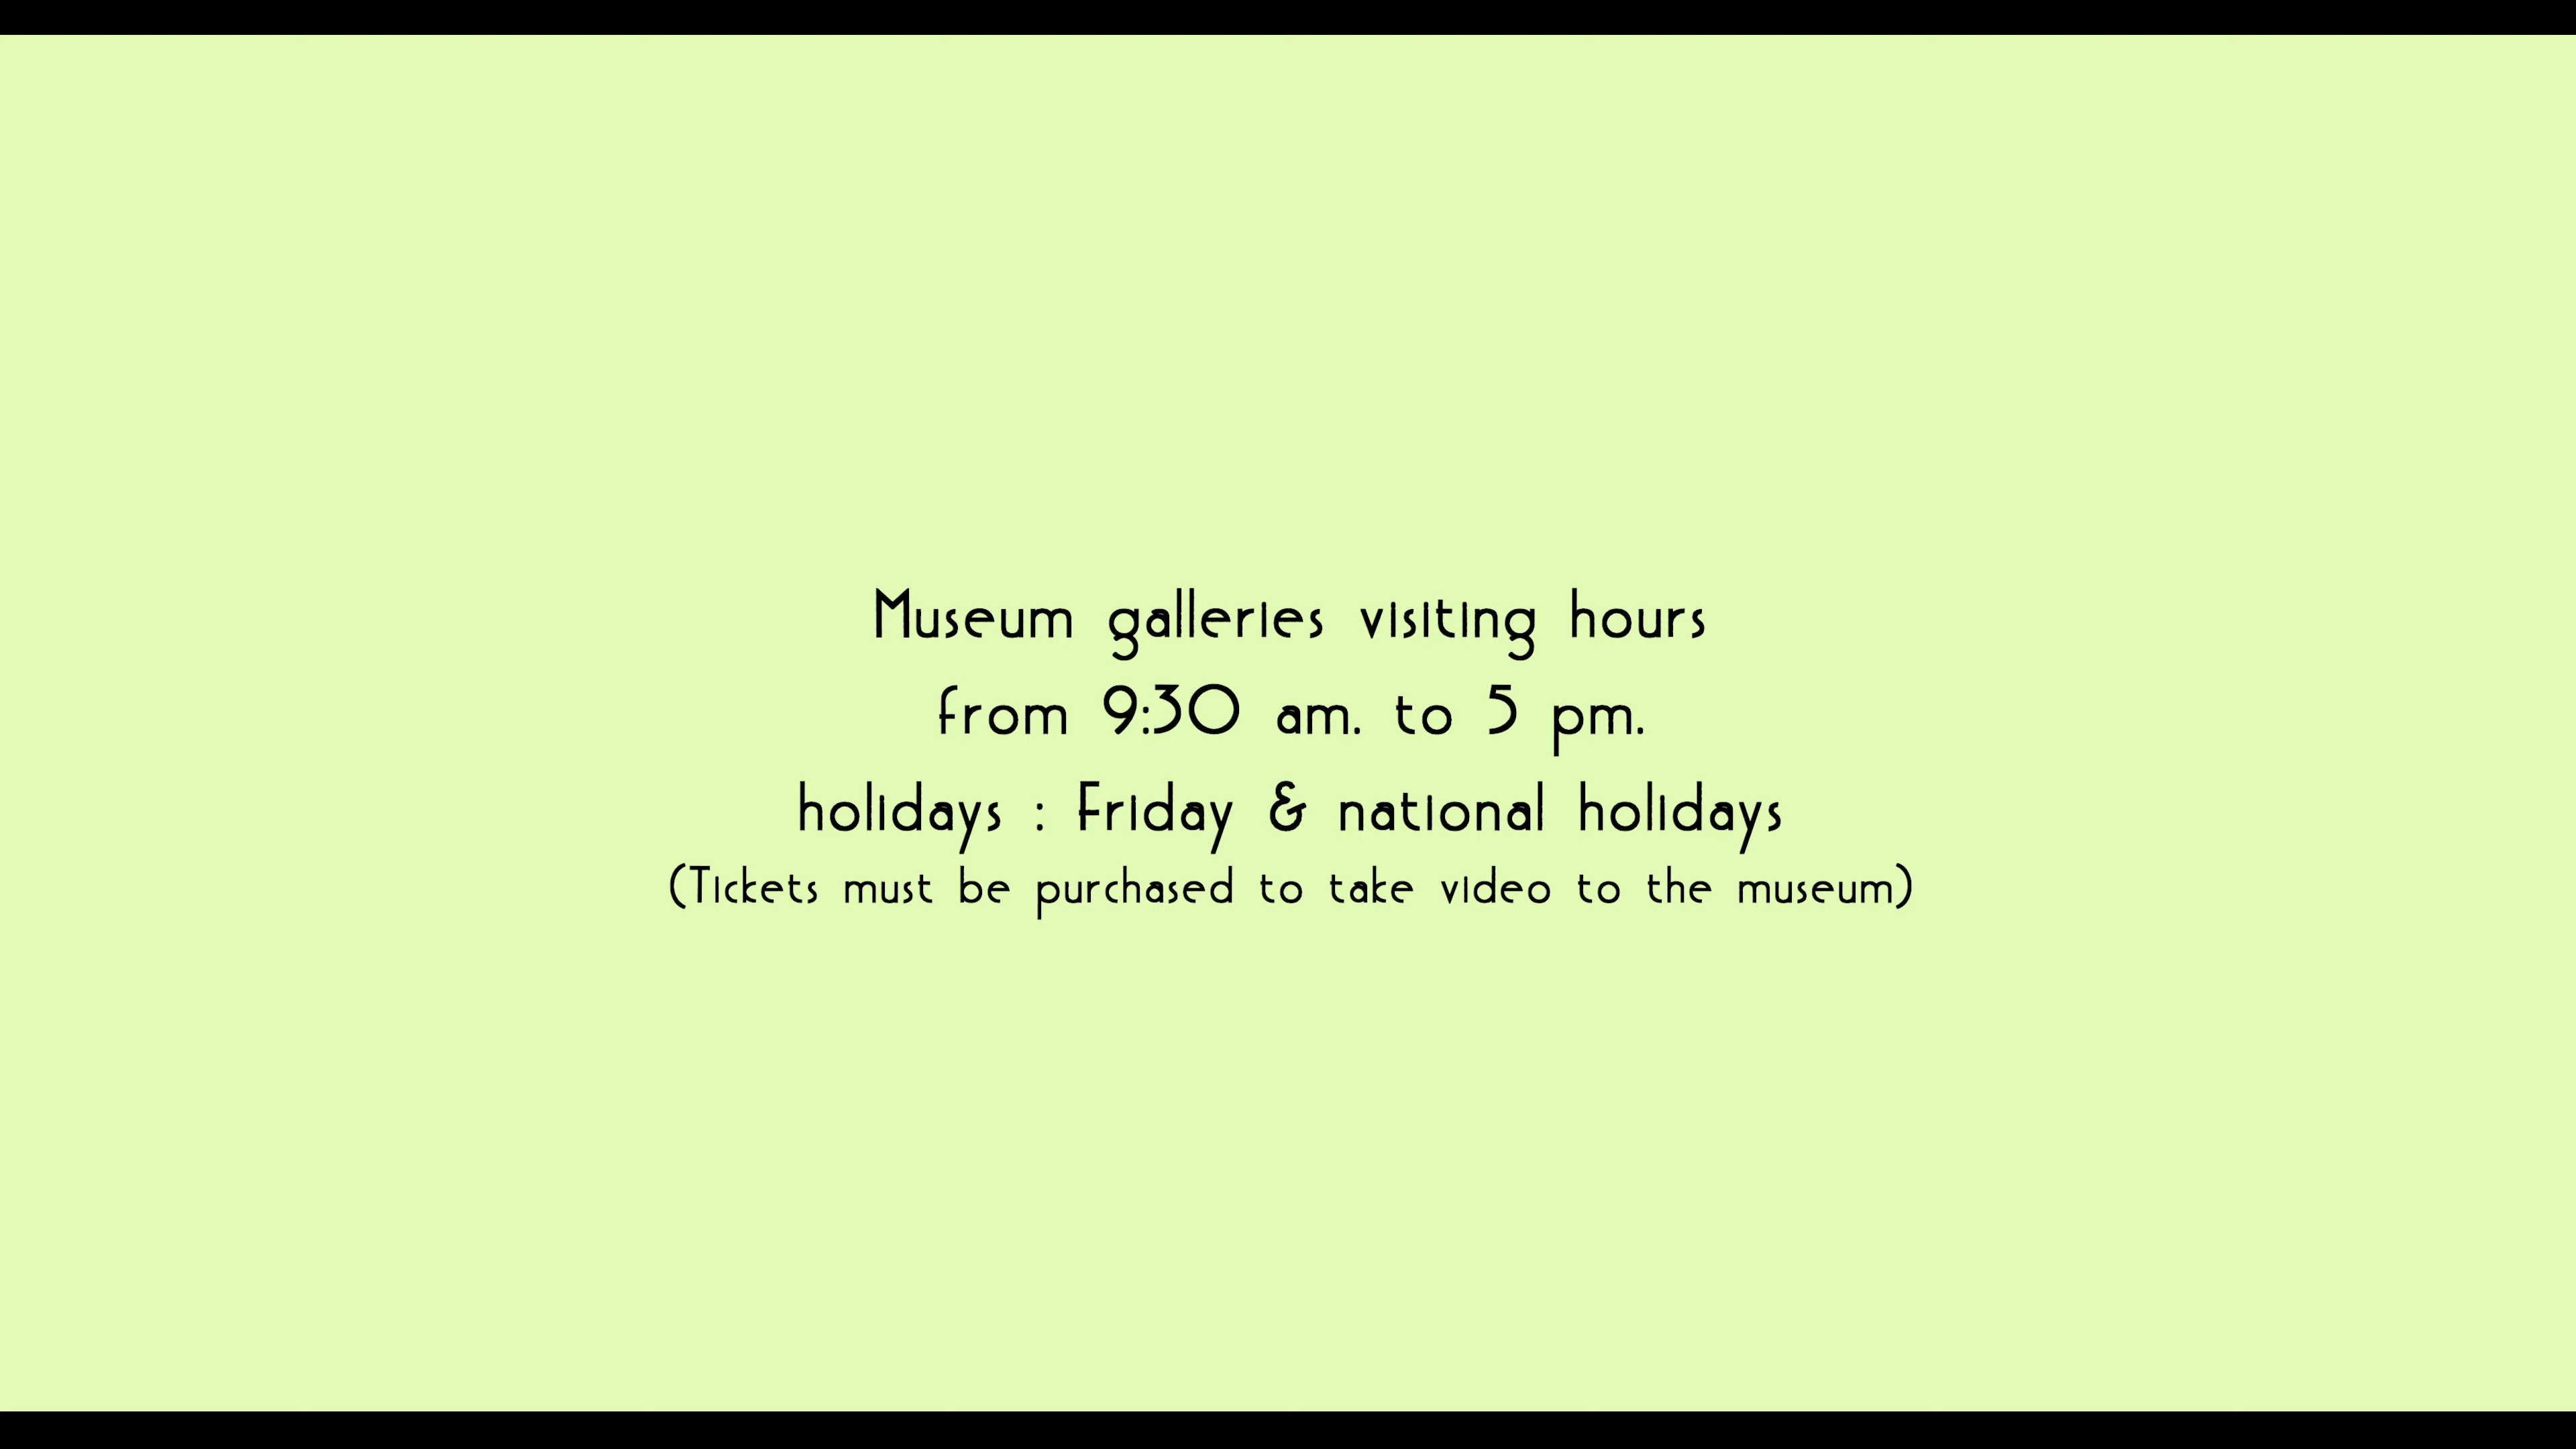 Museum galleries visiting hours
from 9:30 am. to 5 pm.
holidays : Friday & national holidays
(Tickets must be purchased to take video to the museum)